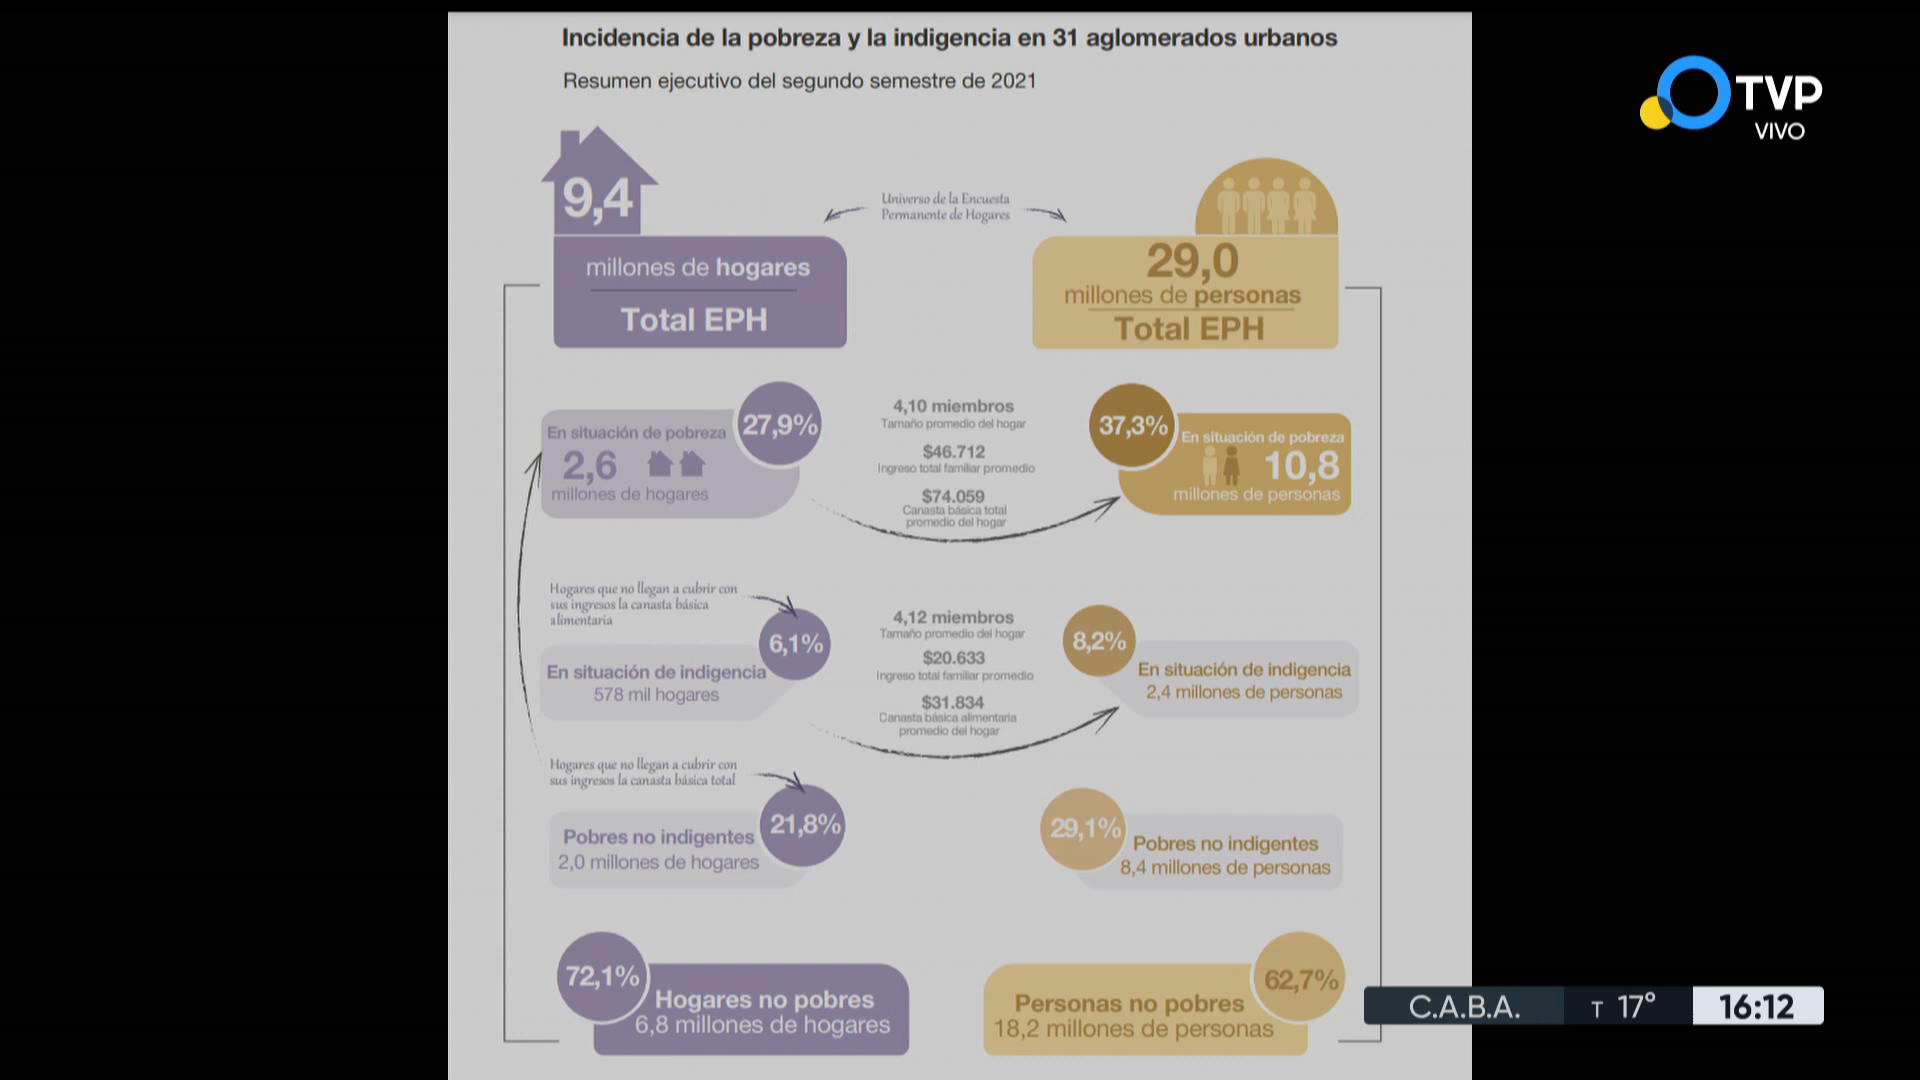 Incidencia de la pobreza y la indigencia en 31 aglomerados urbanos
Resumen ejecutivo del segundo semestre de 2021
TVP
VIVO
9,4
millones de hogares
Total EPH
Universo de la Encuesta
Permanente de Hogares
29,0
millones de personas
Total EPH
En situación de pobreza
27,9%
2,6
millones de hogares
4,10 miembros
Tamaño promedio del hogar
$46.712
Ingreso total familiar promedio
$74.059
Canasta básica total
promedio del hogar
37,3%
En situación de pobreza
10,8
millones de personas
Hogares que no llegan a cubrir con
sus ingresos la canasta básica
alimentaria
6,1%
En situación de indigencia
578 mil hogares
4,12 miembros
Tamaño promedio del hogar
$20.633
Ingreso total familiar promedio
$31.834
Canasta básica alimentaria
promedio del hogar
8,2%
En situación de indigencia
2,4 millones de personas
Hogares que no llegan a cubrir con
sus ingresos la canasta básica total
21,8%
Pobres no indigentes
2,0 millones de hogares
29,1%
Pobres no indigentes
8,4 millones de personas
72,1%
Hogares no pobres
6,8 millones de hogares
62,7%
Personas no pobres
18,2 millones de personas
C.A.B.A.
T 17°
16:12